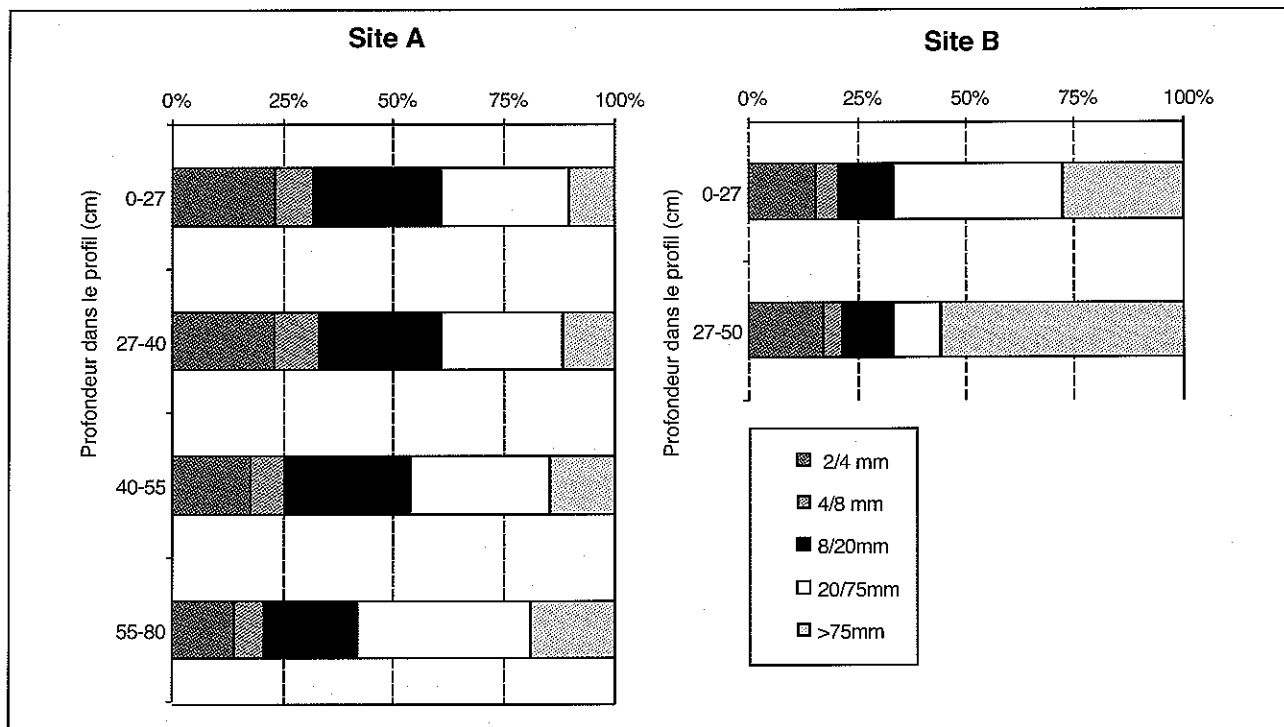 Site A
0% 25% 50% 75% 100%
Profondeur dans le profil (cm)
0-27
27-40
40-55
55-80
Site B
0% 25% 50% 75% 100%
Profondeur dans le profil (cm)
0-27
27-50
2/4 mm
4/8 mm
8/20mm
20/75mm
>75mm